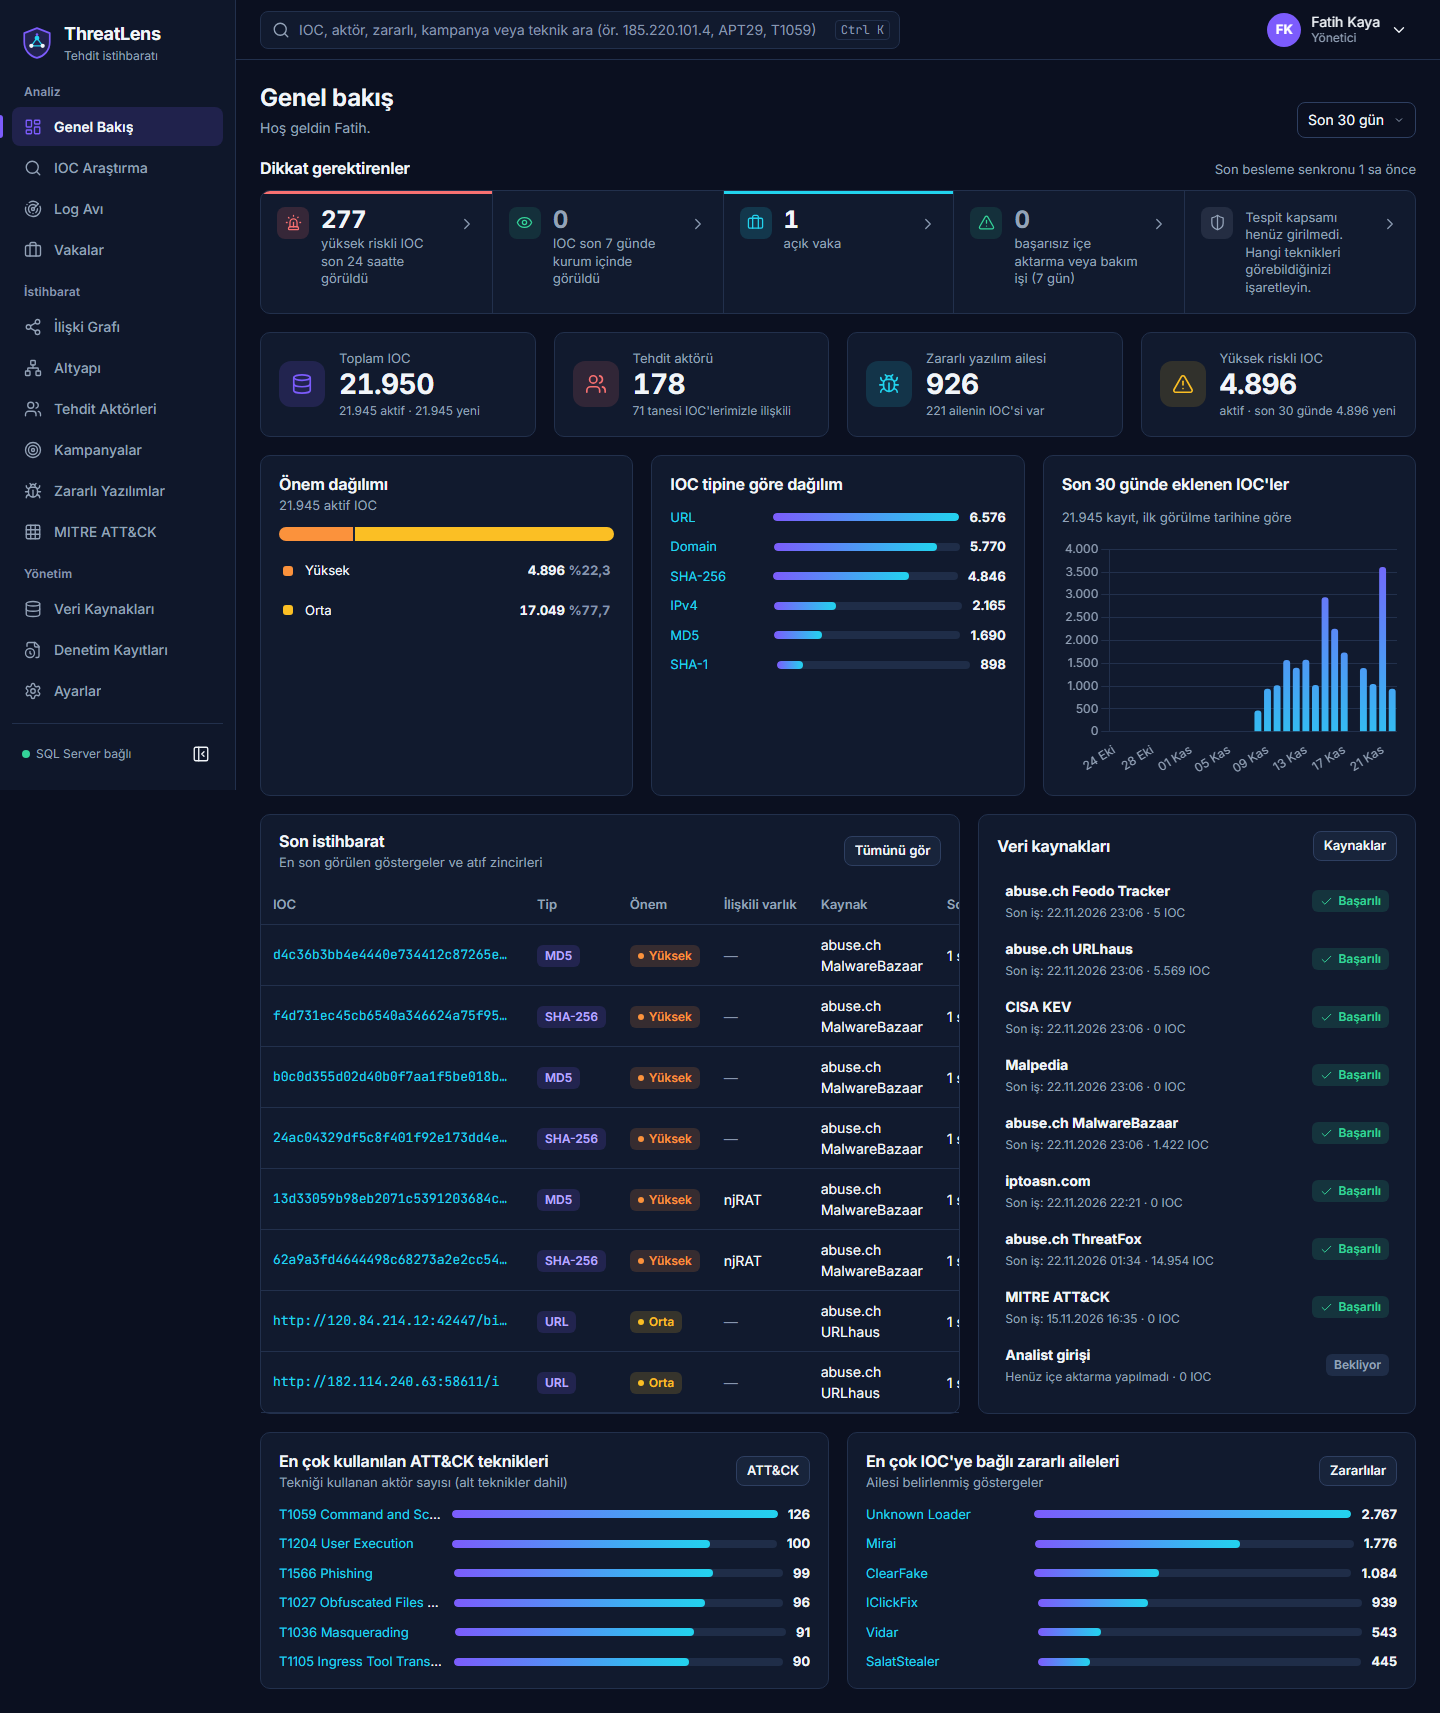 ThreatLens
Tehdit istihbaratı
IOC, aktör, zararlı, kampanya veya teknik ara (ör. 185.220.101.4, APT29, T1059)
Ctrl K
FK
Fatih Kaya
Yönetici
Analiz
Genel Bakış
IOC Araştırma
Log Avı
Vakalar
İstihbarat
İlişki Grafı
Altyapı
Tehdit Aktörleri
Kampanyalar
Zararlı Yazılımlar
MITRE ATT&CK
Yönetim
Veri Kaynakları
Denetim Kayıtları
Ayarlar
SQL Server bağlı
Genel bakış
Hoş geldin Fatih.
Son 30 gün
Dikkat gerektirenler
Son besleme senkronu 1 sa önce
277
yüksek riskli IOC
son 24 saatte
görüldü
0
IOC son 7 günde
kurum içinde
görüldü
1
açık vaka
0
başarısız içe
aktarma veya bakım
işi (7 gün)
Tespit kapsamı
henüz girilmedi.
Hangi teknikleri
görebildiğinizi
işaretleyin.
Toplam IOC
21.950
21.945 aktif · 21.945 yeni
Tehdit aktörü
178
71 tanesi IOC'lerimizle ilişkili
Zararlı yazılım ailesi
926
221 ailenin IOC'si var
Yüksek riskli IOC
4.896
aktif · son 30 günde 4.896 yeni
Önem dağılımı
21.945 aktif IOC
Yüksek 4.896 %22,3
Orta 17.049 %77,7
IOC tipine göre dağılım
URL 6.576
Domain 5.770
SHA-256 4.846
IPv4 2.165
MD5 1.690
SHA-1 898
Son 30 günde eklenen IOC'ler
21.945 kayıt, ilk görülme tarihine göre
4.000
3.500
3.000
2.500
2.000
1.500
1.000
500
0
24 Eki 28 Eki 01 Kas 05 Kas 09 Kas 13 Kas 17 Kas 21 Kas
Son istihbarat
En son görülen göstergeler ve atıf zincirleri
Tümünü gör
IOC Tip Önem İlişkili varlık Kaynak
d4c36b3bb4e4440e734412c87265e… MD5 Yüksek — abuse.ch MalwareBazaar 1
f4d731ec45cb6540a346624a75f95… SHA-256 Yüksek — abuse.ch MalwareBazaar 1
b0c0d355d02d40b0f7aa1f5be018b… MD5 Yüksek — abuse.ch MalwareBazaar 1
24ac04329df5c8f401f92e173dd4e… SHA-256 Yüksek — abuse.ch MalwareBazaar 1
13d33059b98eb2071c5391203684c… MD5 Yüksek njRAT abuse.ch MalwareBazaar 1
62a9a3fd4644498c68273a2e2cc54… SHA-256 Yüksek njRAT abuse.ch MalwareBazaar 1
http://120.84.214.12:42447/bi… URL Orta — abuse.ch URLhaus 1
http://182.114.240.63:58611/i URL Orta — abuse.ch URLhaus 1
Veri kaynakları
Kaynaklar
abuse.ch Feodo Tracker
Son iş: 22.11.2026 23:06 · 5 IOC
Başarılı
abuse.ch URLhaus
Son iş: 22.11.2026 23:06 · 5.569 IOC
Başarılı
CISA KEV
Son iş: 22.11.2026 23:06 · 0 IOC
Başarılı
Malpedia
Son iş: 22.11.2026 23:06 · 0 IOC
Başarılı
abuse.ch MalwareBazaar
Son iş: 22.11.2026 23:06 · 1.422 IOC
Başarılı
iptoasn.com
Son iş: 22.11.2026 22:21 · 0 IOC
Başarılı
abuse.ch ThreatFox
Son iş: 22.11.2026 01:34 · 14.954 IOC
Başarılı
MITRE ATT&CK
Son iş: 15.11.2026 16:35 · 0 IOC
Başarılı
Analist girişi
Henüz içe aktarma yapılmadı · 0 IOC
Bekliyor
En çok kullanılan ATT&CK teknikleri
Tekniği kullanan aktör sayısı (alt teknikler dahil)
ATT&CK
T1059 Command and Sc... 126
T1204 User Execution 100
T1566 Phishing 99
T1027 Obfuscated Files ... 96
T1036 Masquerading 91
T1105 Ingress Tool Trans... 90
En çok IOC'ye bağlı zararlı aileleri
Ailesi belirlenmiş göstergeler
Zararlılar
Unknown Loader 2.767
Mirai 1.776
ClearFake 1.084
IClickFix 939
Vidar 543
SalatStealer 445